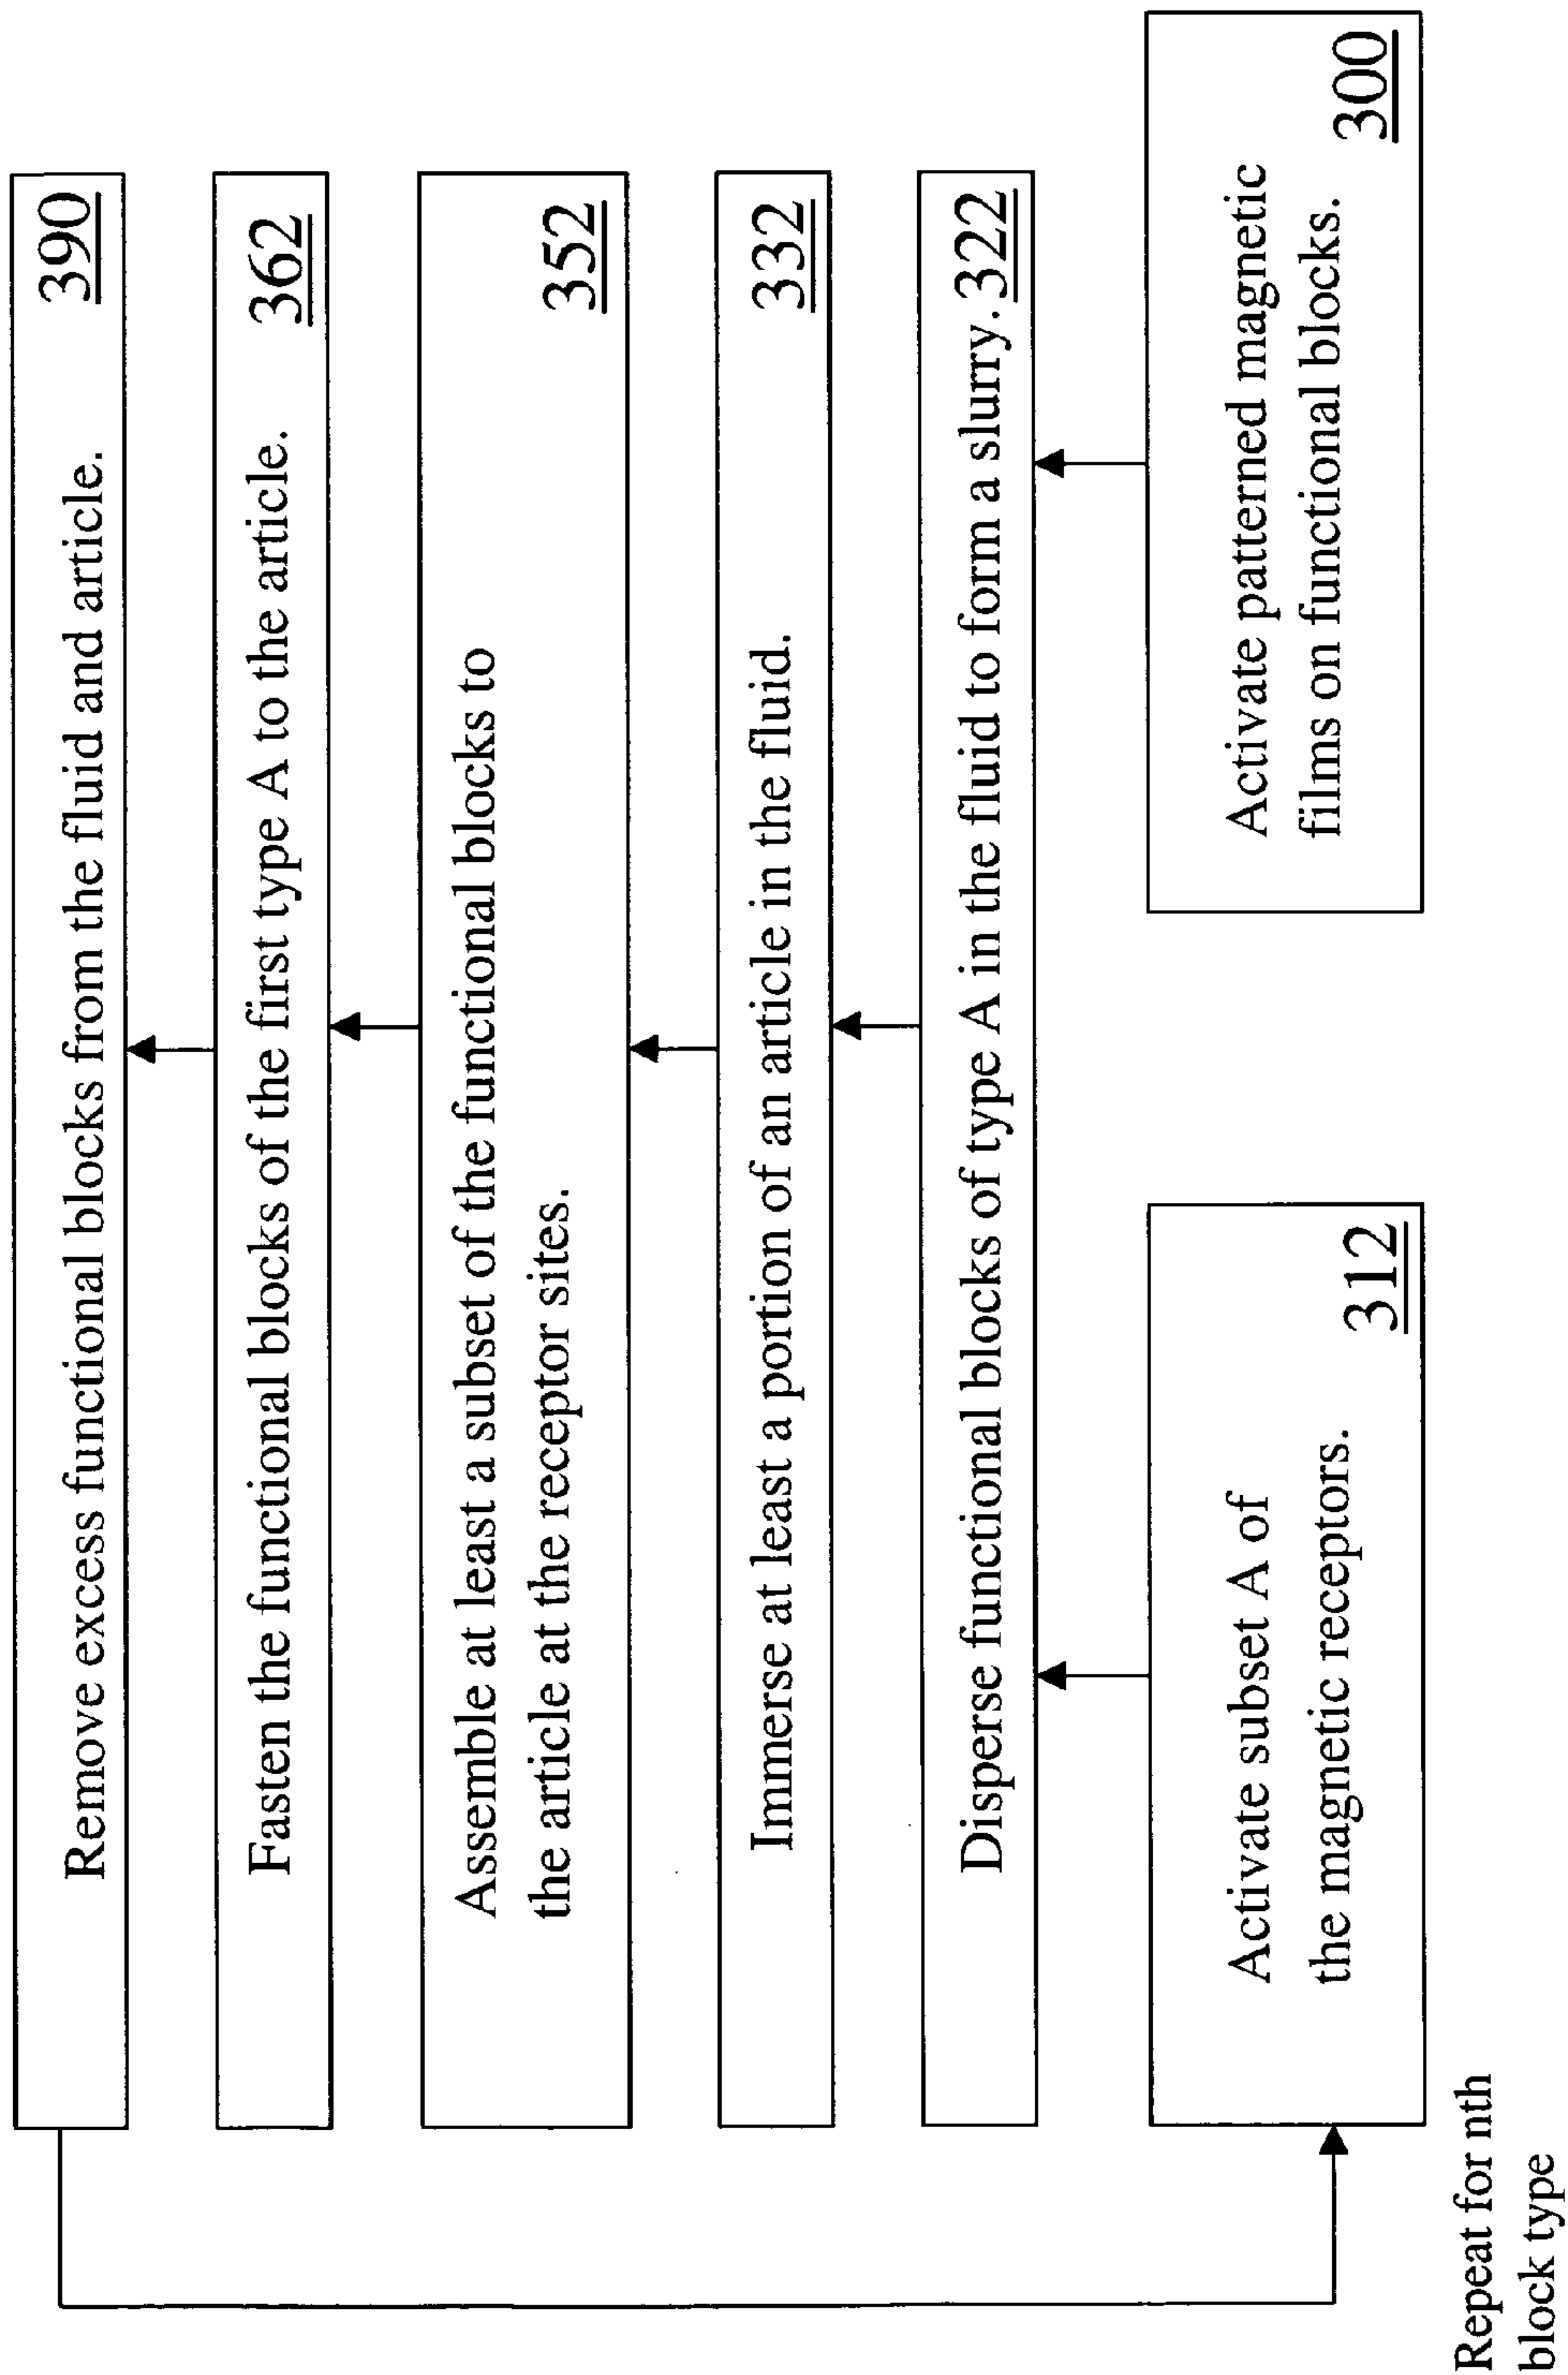 Remove excess functional blocks from the fluid and article. 390
Fasten the functional blocks of the first type A to the article. 362
Assemble at least a subset of the functional blocks to
the article at the receptor sites. 352
Immerse at least a portion of an article in the fluid. 332
Disperse functional blocks of type A in the fluid to form a slurry. 322
Activate subset A of
the magnetic receptors.
312
Activate patterned magnetic
films on functional blocks.
300
Repeat for nth
block type